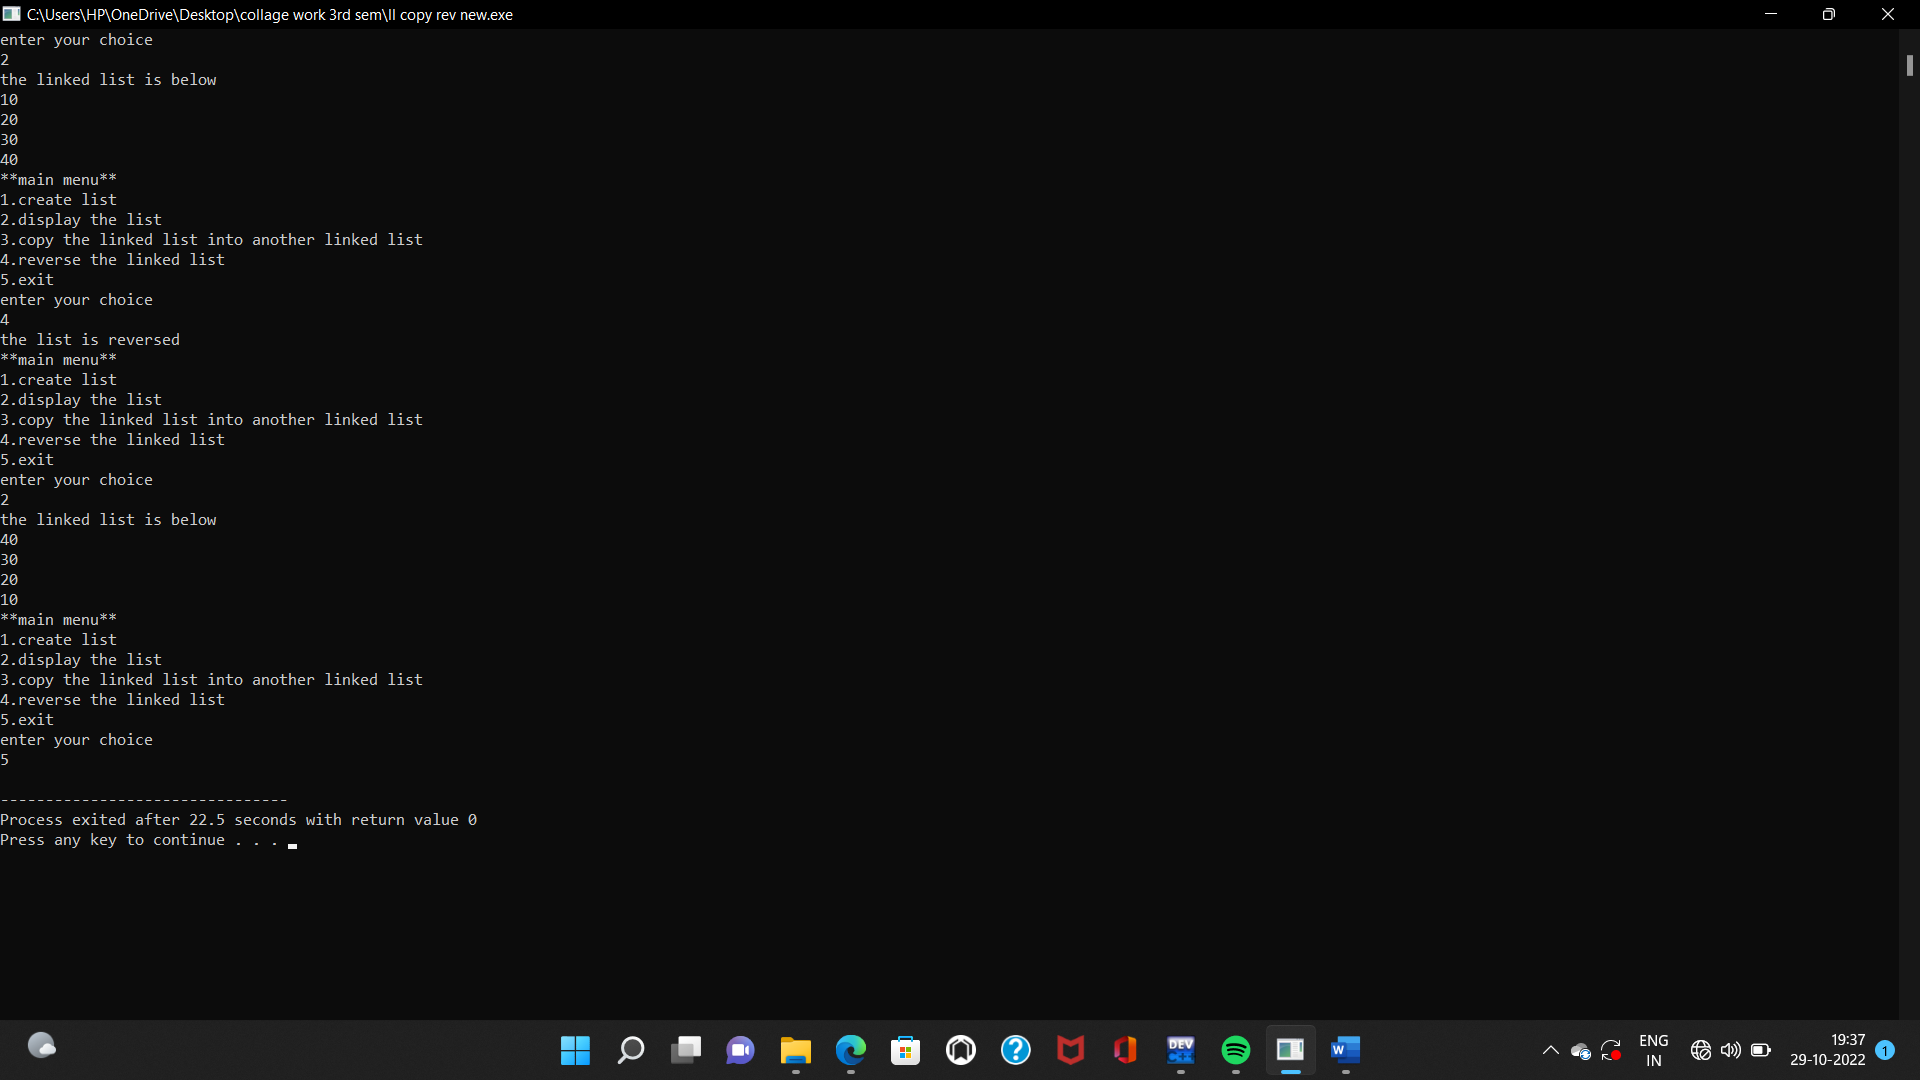 C:\Users\HP\OneDrive\Desktop\collage work 3rd sem\ll copy rev new.exe
enter your choice
2
the linked list is below
10
20
30
40
**main menu**
1.create list
2.display the list
3.copy the linked list into another linked list
4.reverse the linked list
5.exit
enter your choice
4
the list is reversed
**main menu**
1.create list
2.display the list
3.copy the linked list into another linked list
4.reverse the linked list
5.exit
enter your choice
2
the linked list is below
40
30
20
10
**main menu**
1.create list
2.display the list
3.copy the linked list into another linked list
4.reverse the linked list
5.exit
enter your choice
5
--------------------------------
Process exited after 22.5 seconds with return value 0
Press any key to continue . . .
DEV
C++
W
ENG
IN
19:37
29-10-2022
1